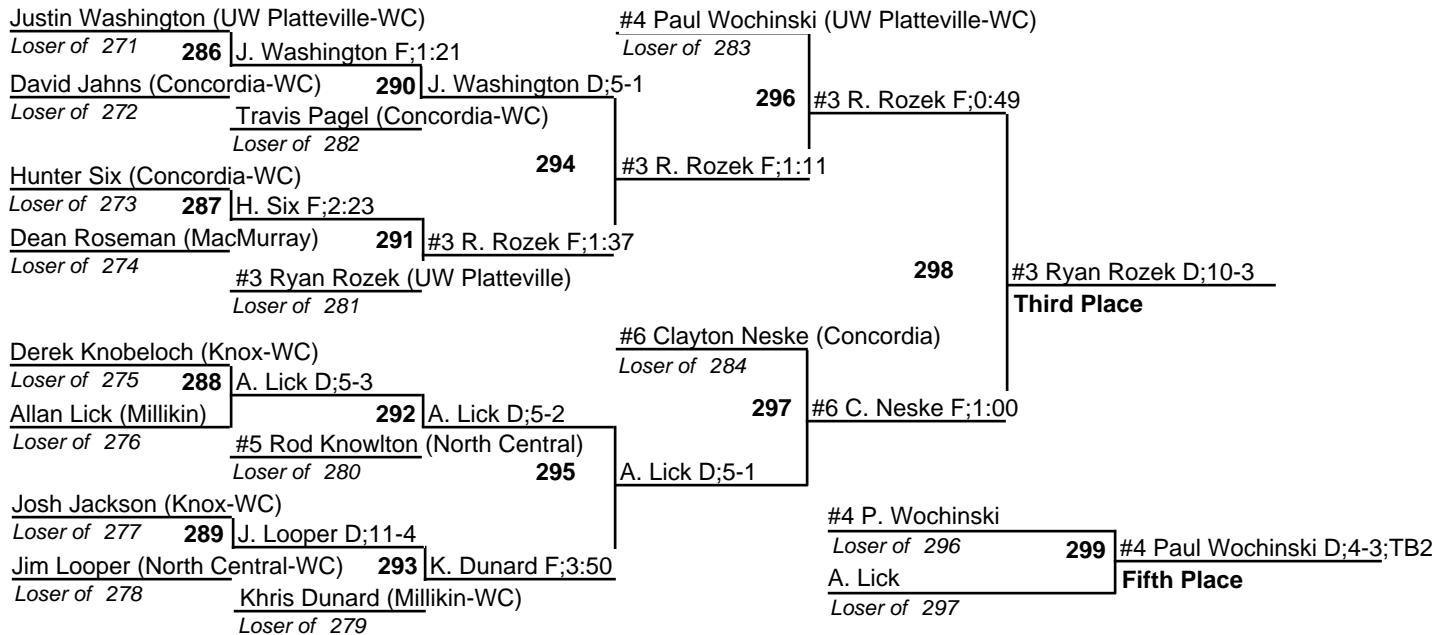 Justin Washington (UW Platteville-WC)
Loser of 271
286 J. Washington F;1:21
David Jahns (Concordia-WC)
Loser of 272
290 J. Washington D;5-1
Travis Pagel (Concordia-WC)
Loser of 282
294 #3 R. Rozek F;1:11
Hunter Six (Concordia-WC)
Loser of 273
287 H. Six F;2:23
Dean Roseman (MacMurray)
Loser of 274
291 #3 R. Rozek F;1:37
#3 Ryan Rozek (UW Platteville)
Loser of 281
Derek Knobeloch (Knox-WC)
Loser of 275
288 A. Lick D;5-3
Allan Lick (Millikin)
Loser of 276
292 A. Lick D;5-2
#5 Rod Knowlton (North Central)
Loser of 280
295 A. Lick D;5-1
Josh Jackson (Knox-WC)
Loser of 277
289 J. Looper D;11-4
Jim Looper (North Central-WC)
Loser of 278
293 K. Dunard F;3:50
Khris Dunard (Millikin-WC)
Loser of 279
#4 Paul Wochinski (UW Platteville-WC)
Loser of 283
296 #3 R. Rozek F;0:49
298 #3 Ryan Rozek D;10-3
Third Place
#6 Clayton Neske (Concordia)
Loser of 284
297 #6 C. Neske F;1:00
#4 P. Wochinski
Loser of 296
299 #4 Paul Wochinski D;4-3;TB2
A. Lick
Fifth Place
Loser of 297